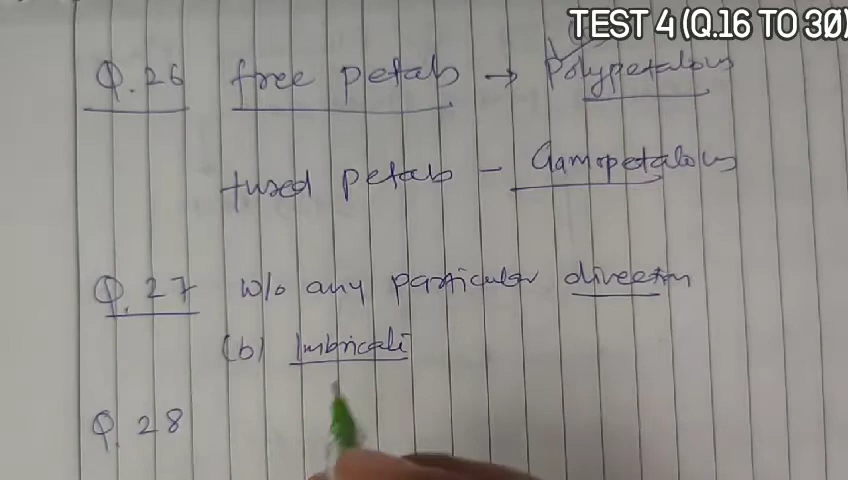 TEST 4 (Q.16 TO 30)
Q.26 free petals → Polypetalous
fused petals - Gamopetalous
Q.27 w/o any particular direction
(b) Imbricate
Q. 28